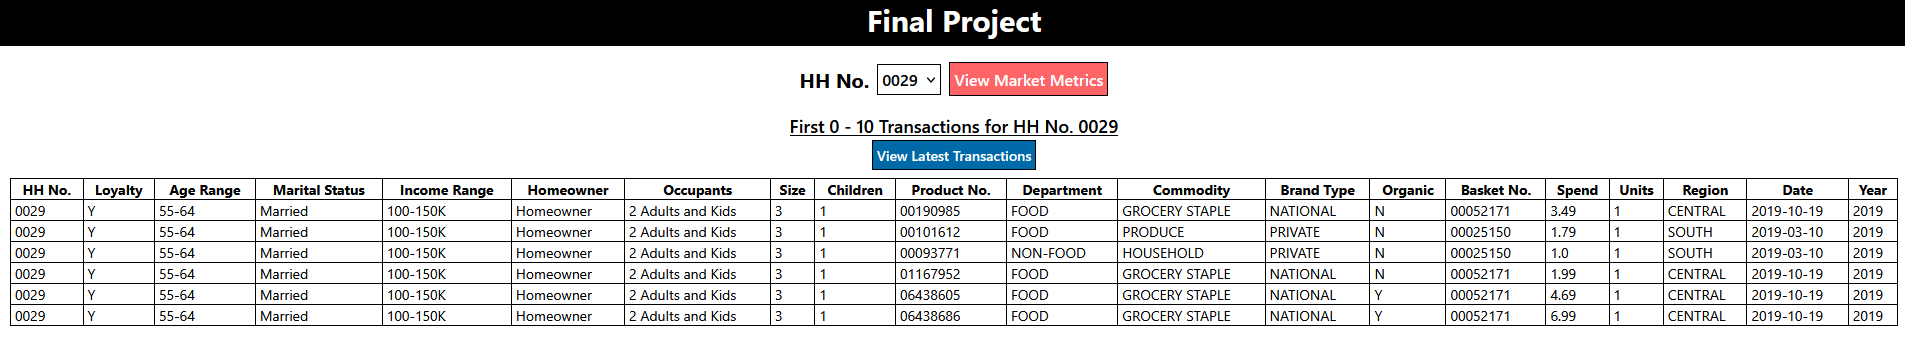 Final Project
HH No. 0029 View Market Metrics
First 0 - 10 Transactions for HH No. 0029
View Latest Transactions
HH No. Loyalty Age Range Marital Status Income Range Homeowner Occupants Size Children Product No. Department Commodity Brand Type Organic Basket No. Spend Units Region Date Year
0029 Y 55-64 Married 100-150K Homeowner 2 Adults and Kids 3 1 00190985 FOOD GROCERY STAPLE NATIONAL N 00052171 3.49 1 CENTRAL 2019-10-19 2019
0029 Y 55-64 Married 100-150K Homeowner 2 Adults and Kids 3 1 00101612 FOOD PRODUCE PRIVATE N 00025150 1.79 1 SOUTH 2019-03-10 2019
0029 Y 55-64 Married 100-150K Homeowner 2 Adults and Kids 3 1 00093771 NON-FOOD HOUSEHOLD PRIVATE N 00025150 1.0 1 SOUTH 2019-03-10 2019
0029 Y 55-64 Married 100-150K Homeowner 2 Adults and Kids 3 1 01167952 FOOD GROCERY STAPLE NATIONAL N 00052171 1.99 1 CENTRAL 2019-10-19 2019
0029 Y 55-64 Married 100-150K Homeowner 2 Adults and Kids 3 1 06438605 FOOD GROCERY STAPLE NATIONAL Y 00052171 4.69 1 CENTRAL 2019-10-19 2019
0029 Y 55-64 Married 100-150K Homeowner 2 Adults and Kids 3 1 06438686 FOOD GROCERY STAPLE NATIONAL Y 00052171 6.99 1 CENTRAL 2019-10-19 2019